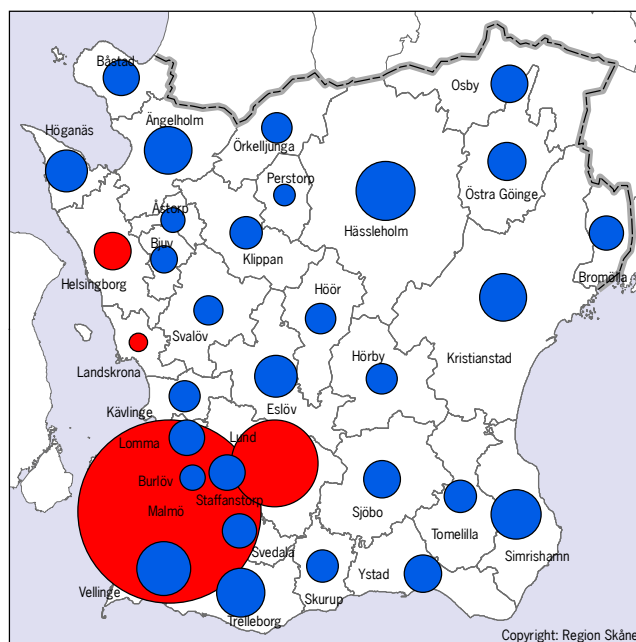 Båstad
Osby
Höganäs
Ängelholm
Örkelljunga
Östra Göinge
Perstorp
Åstorp
Hässleholm
Bjuv
Klippan
Bromölla
Helsingborg
Höör
Svalöv
Kristianstad
Hörby
Landskrona
Kävlinge
Eslöv
Lomma
Lund
Burlöv
Staffanstorp
Malmö
Sjöbo
Tomelilla
Svedala
Simrishamn
Vellinge
Trelleborg
Skurup
Ystad
Copyright: Region Skåne